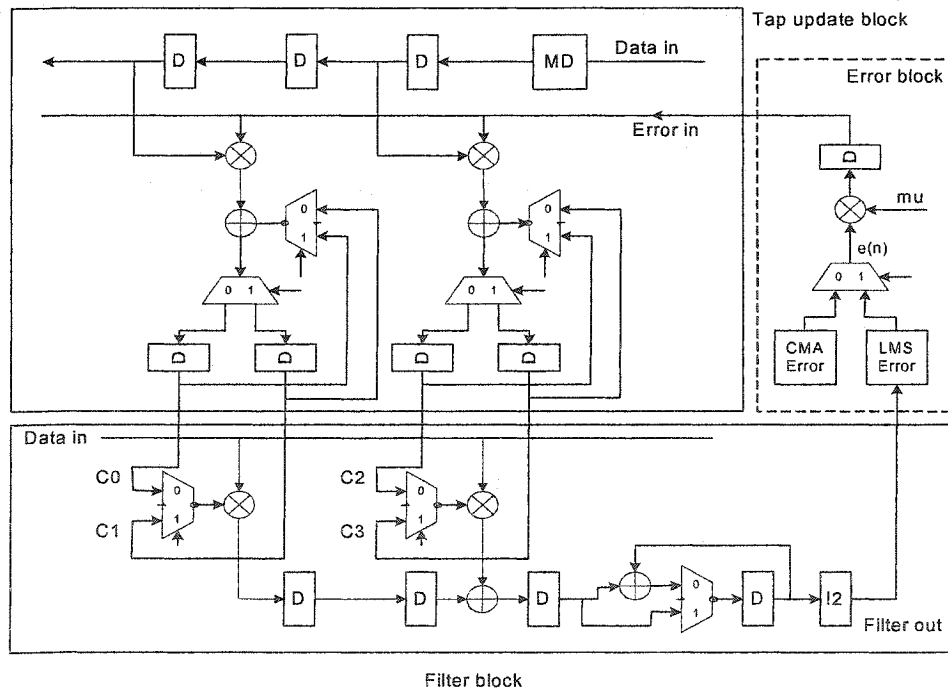 Tap update block
D
D
D
MD
Data in
Error block
Error in
D
mu
e(n)
0 1
CMA Error
LMS Error
0
1
0
1
0 1
0 1
D
D
D
D
Data in
C0
C1
0
1
C2
C3
0
1
D
D
D
0
1
D
!2
Filter out
Filter block